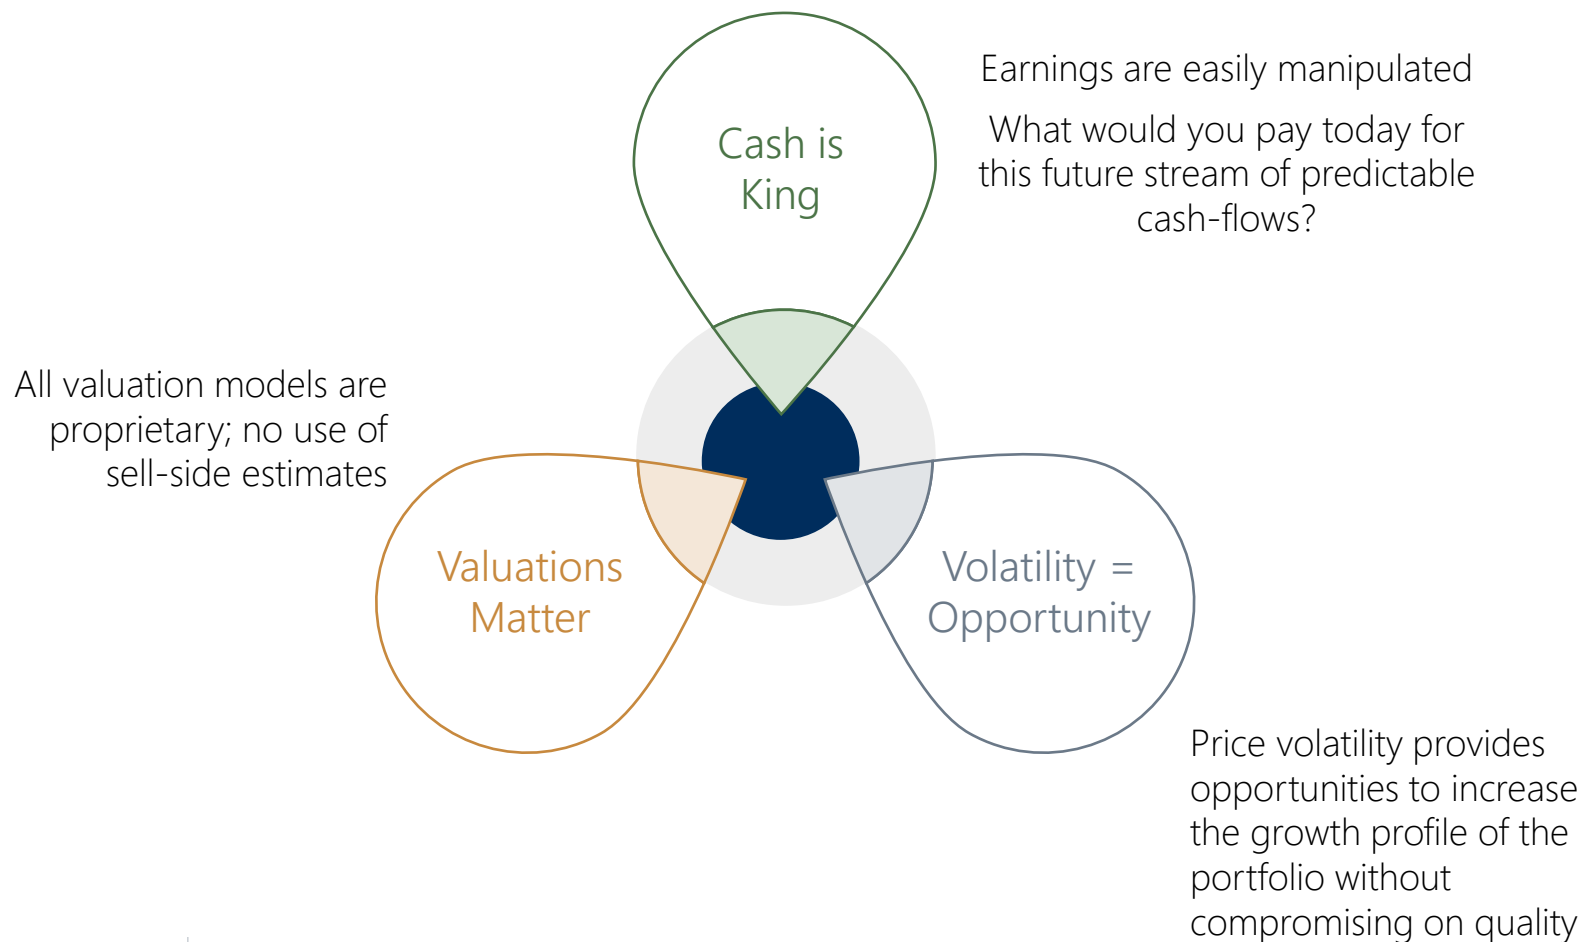 Cash is
King
Earnings are easily manipulated
What would you pay today for
this future stream of predictable
cash-flows?
All valuation models are
proprietary; no use of
sell-side estimates
Valuations
Matter
Volatility =
Opportunity
Price volatility provides
opportunities to increase
the growth profile of the
portfolio without
compromising on quality